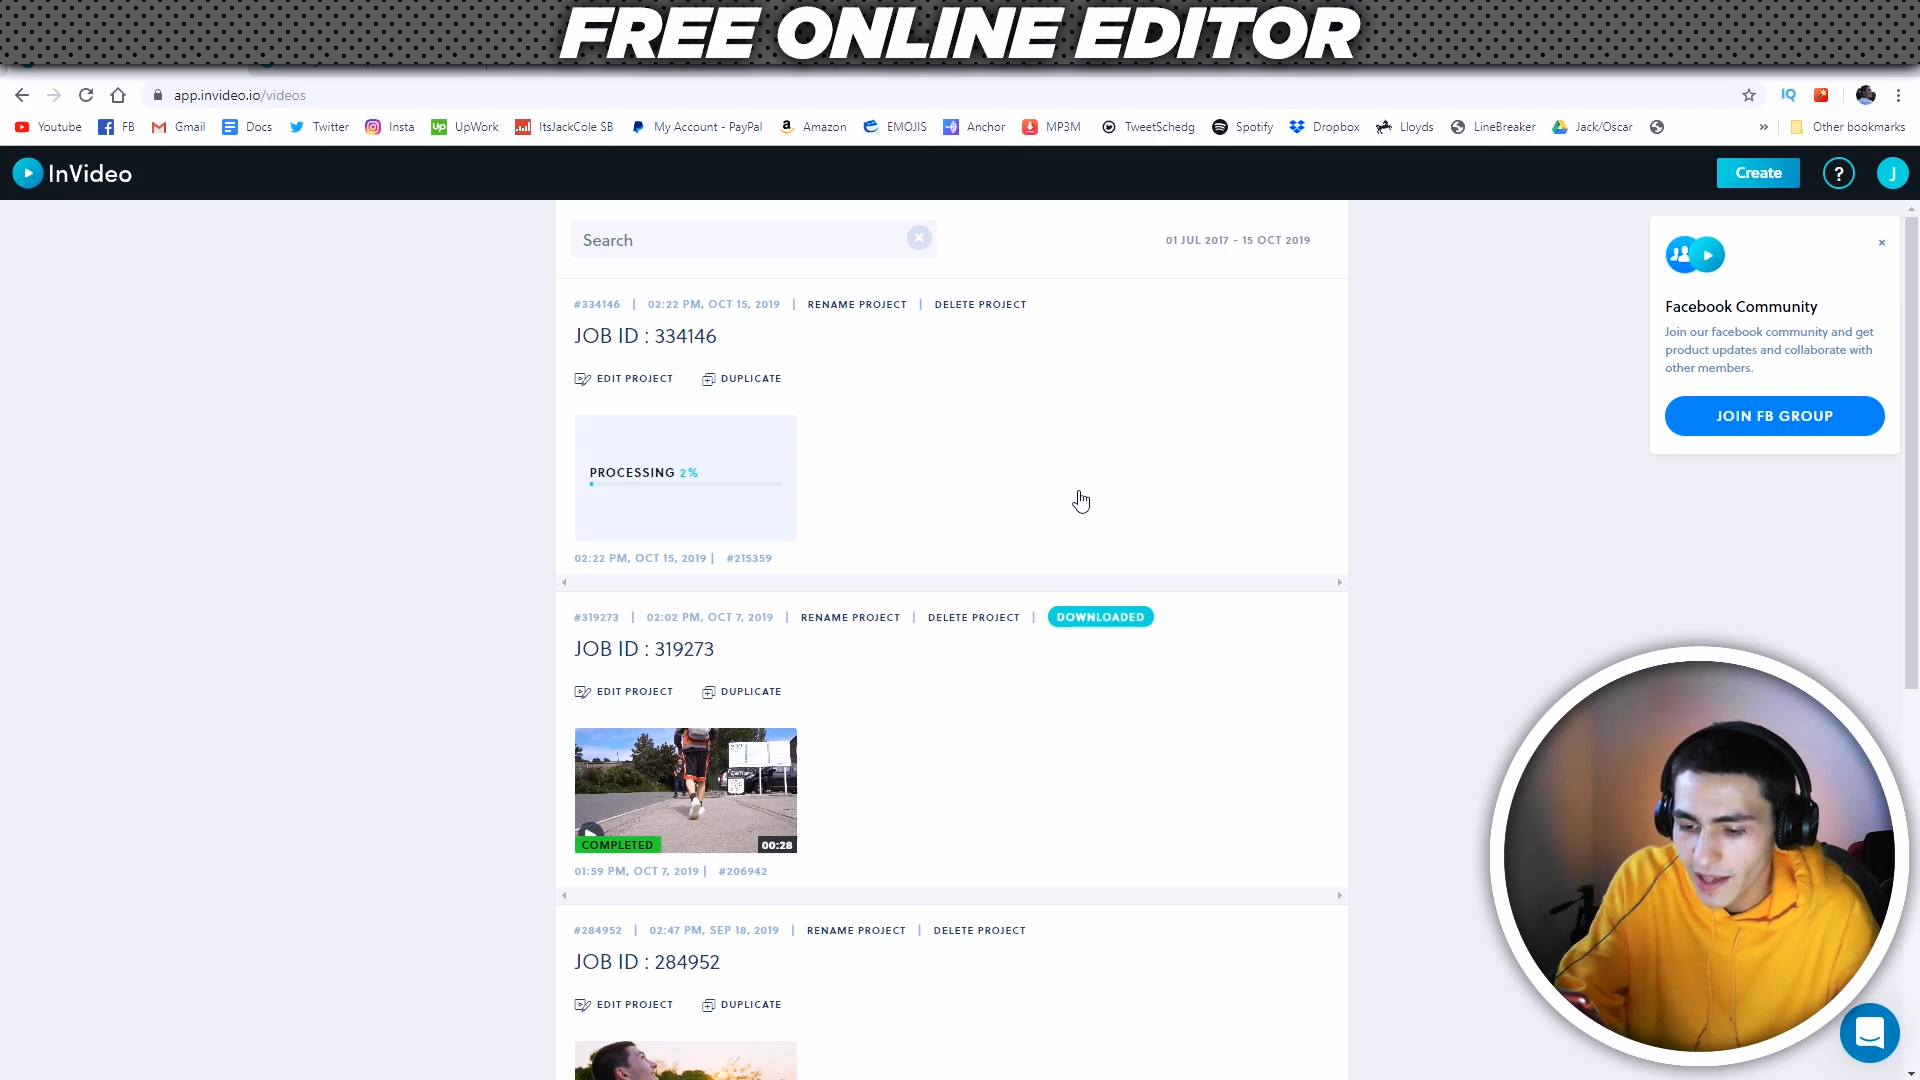 FREE ONLINE EDITOR
app.invideo.io/videos
IQ
Youtube FB Gmail Docs Twitter Insta Up UpWork ItsJackCole SB My Account - PayPal Amazon EMOJIS Anchor MP3M TweetSchedg Spotify Dropbox Lloyds LineBreaker Jack/Oscar » Other bookmarks
InVideo Create ? J
Search 01 JUL 2017 - 15 OCT 2019
#334146 | 02:22 PM, OCT 15, 2019 | RENAME PROJECT | DELETE PROJECT
JOB ID : 334146
EDIT PROJECT DUPLICATE
PROCESSING 2%
02:22 PM, OCT 15, 2019 | #215359
#319273 | 02:02 PM, OCT 7, 2019 | RENAME PROJECT | DELETE PROJECT | DOWNLOADED
JOB ID : 319273
EDIT PROJECT DUPLICATE
COMPLETED 00:28
01:59 PM, OCT 7, 2019 | #206942
#284952 | 02:47 PM, SEP 18, 2019 | RENAME PROJECT | DELETE PROJECT
JOB ID : 284952
EDIT PROJECT DUPLICATE
Facebook Community
Join our facebook community and get
product updates and collaborate with
other members.
JOIN FB GROUP